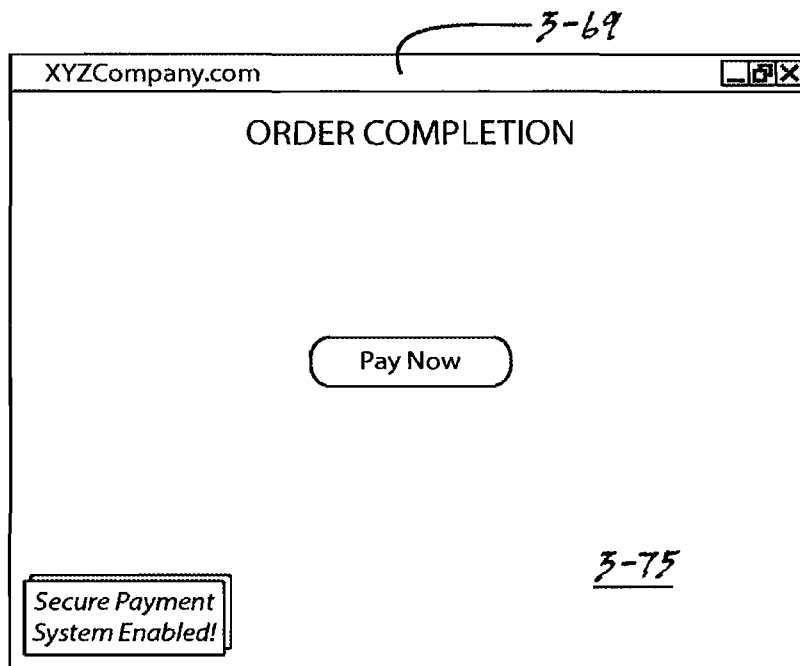 3-69
XYZCompany.com
ORDER COMPLETION
Pay Now
3-75
Secure Payment
System Enabled!